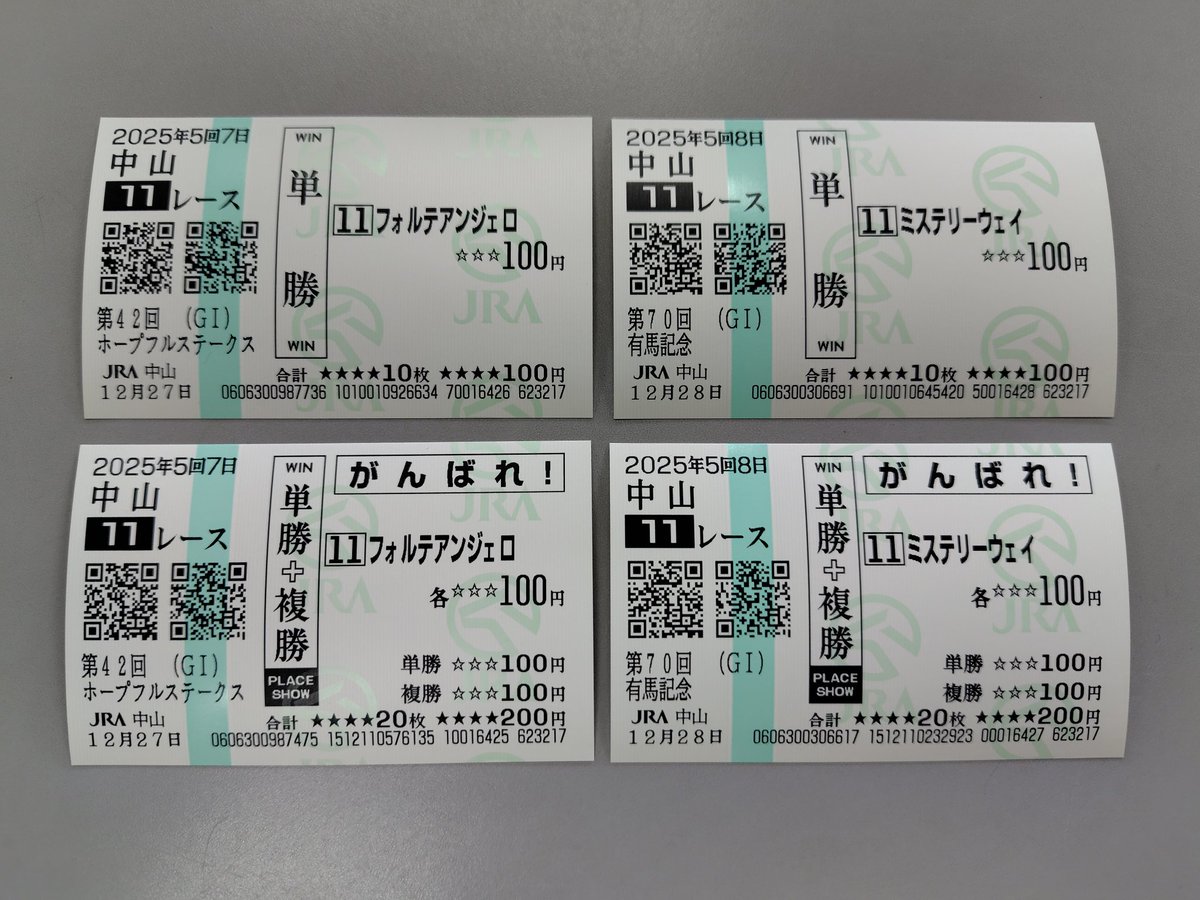 2025年5回7日
中山
11レース
第42回 (GI)
ホープフルステークス
JRA 中山
12月27日
WIN
単勝
WIN
11フォルテアンジェロ
☆☆☆100円
合計 ★★★★10枚 ★★★★100円
0606300987736 1010010926634 70016426 623217
JRA
2025年5回8日
中山
11レース
第70回 (GI)
有馬記念
JRA 中山
12月28日
WIN
単勝
WIN
11ミステリーウェイ
☆☆☆100円
合計 ★★★★10枚 ★★★★100円
0606300306691 1010010645420 50016428 623217
JRA
2025年5回7日
中山
11レース
第42回 (GI)
ホープフルステークス
JRA 中山
12月27日
WIN
単勝+複勝
PLACE
SHOW
がんばれ!
11フォルテアンジェロ
各☆☆☆100円
単勝 ☆☆☆100円
複勝 ☆☆☆100円
合計 ★★★★20枚 ★★★★200円
0606300987475 1512110576135 10016425 623217
JRA
2025年5回8日
中山
11レース
第70回 (GI)
有馬記念
JRA 中山
12月28日
WIN
単勝+複勝
PLACE
SHOW
がんばれ!
11ミステリーウェイ
各☆☆☆100円
単勝 ☆☆☆100円
複勝 ☆☆☆100円
合計 ★★★★20枚 ★★★★200円
0606300306617 1512110232923 00016427 623217
JRA